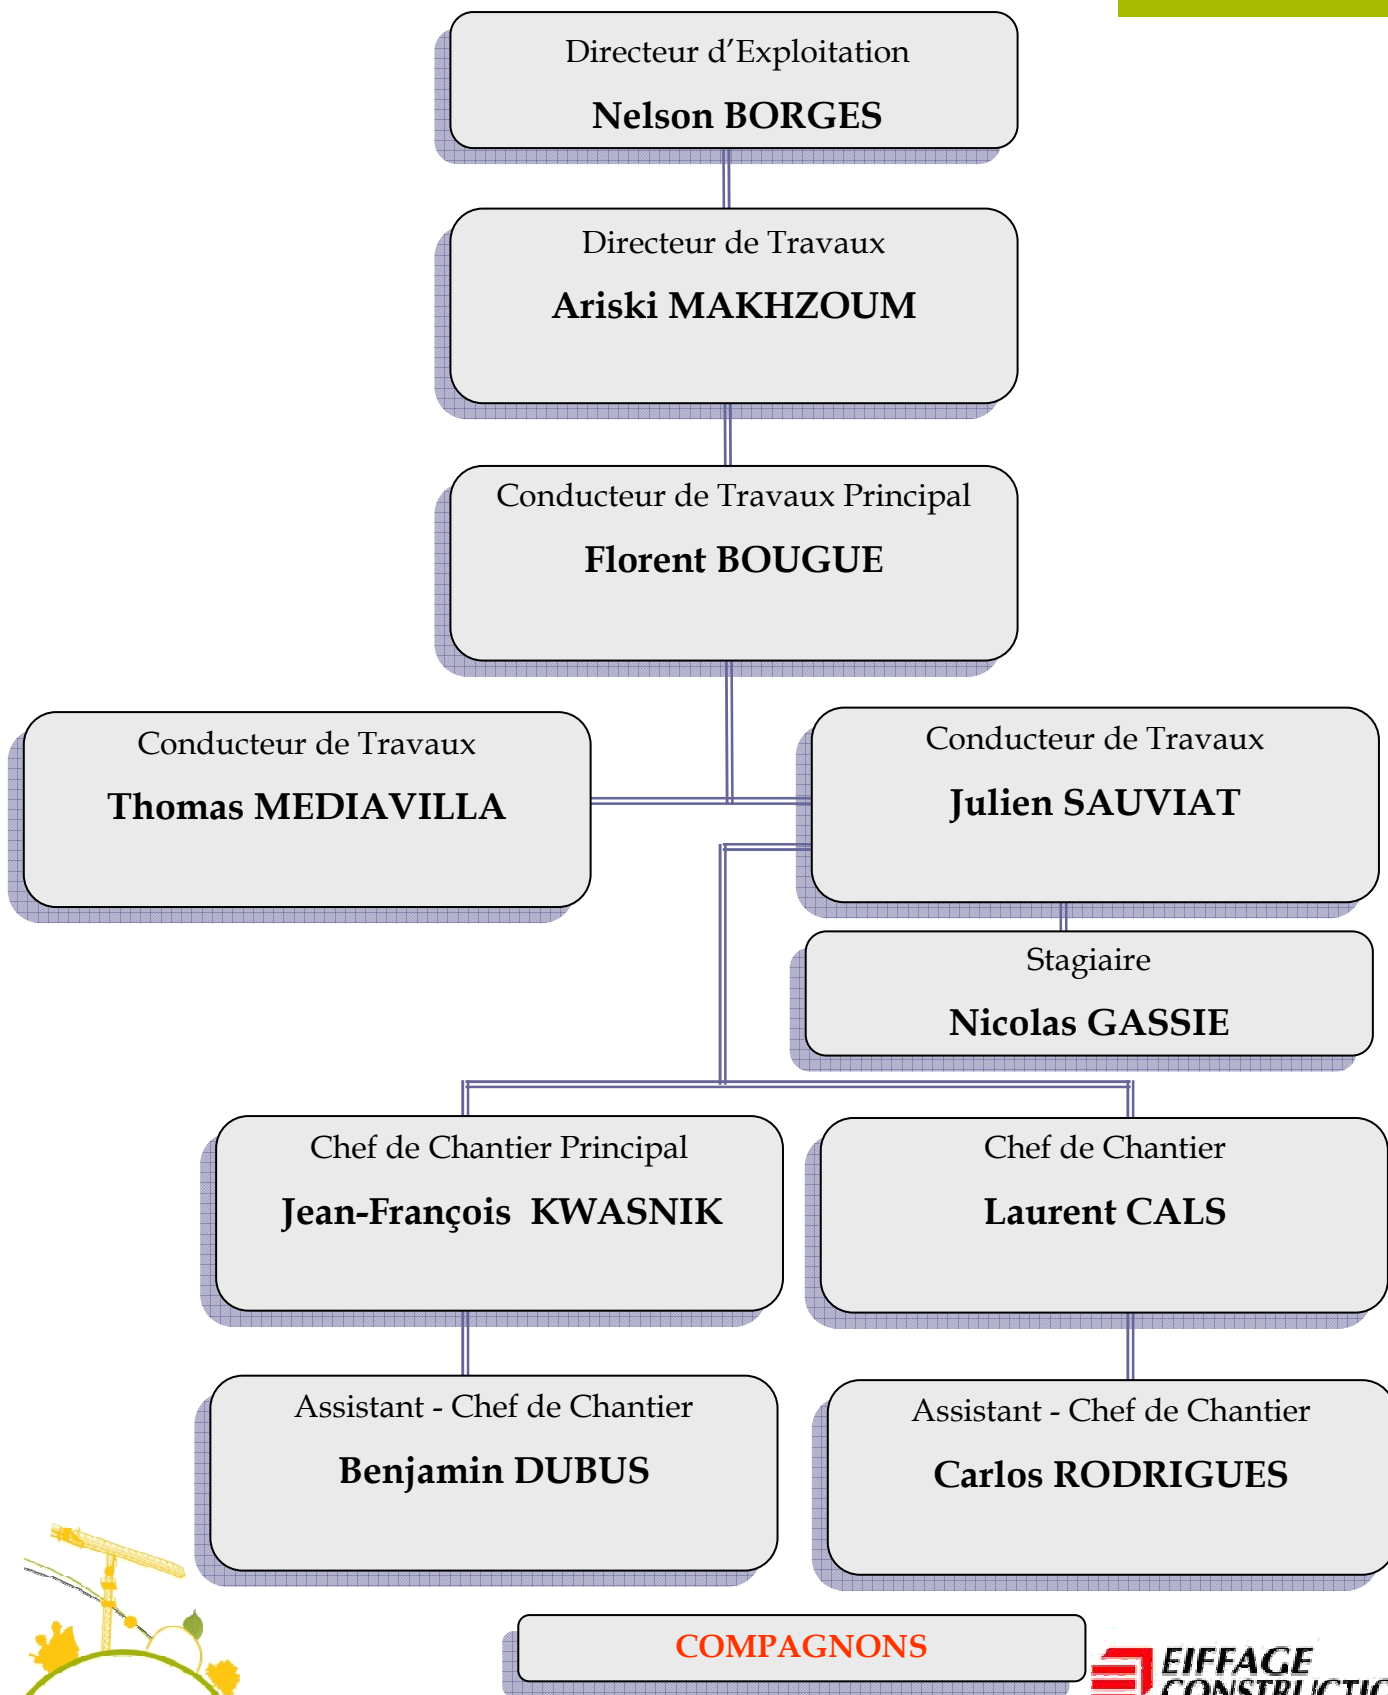 Directeur d'Exploitation
Nelson BORGES
Directeur de Travaux
Ariski MAKHZOUM
Conducteur de Travaux Principal
Florent BOUGUE
Conducteur de Travaux
Thomas MEDIAVILLA
Conducteur de Travaux
Julien SAUVIAT
Stagiaire
Nicolas GASSIE
Chef de Chantier Principal
Jean-François KWASNIK
Chef de Chantier
Laurent CALS
Assistant - Chef de Chantier
Benjamin DUBUS
Assistant - Chef de Chantier
Carlos RODRIGUES
COMPAGNONS
EIFFAGE